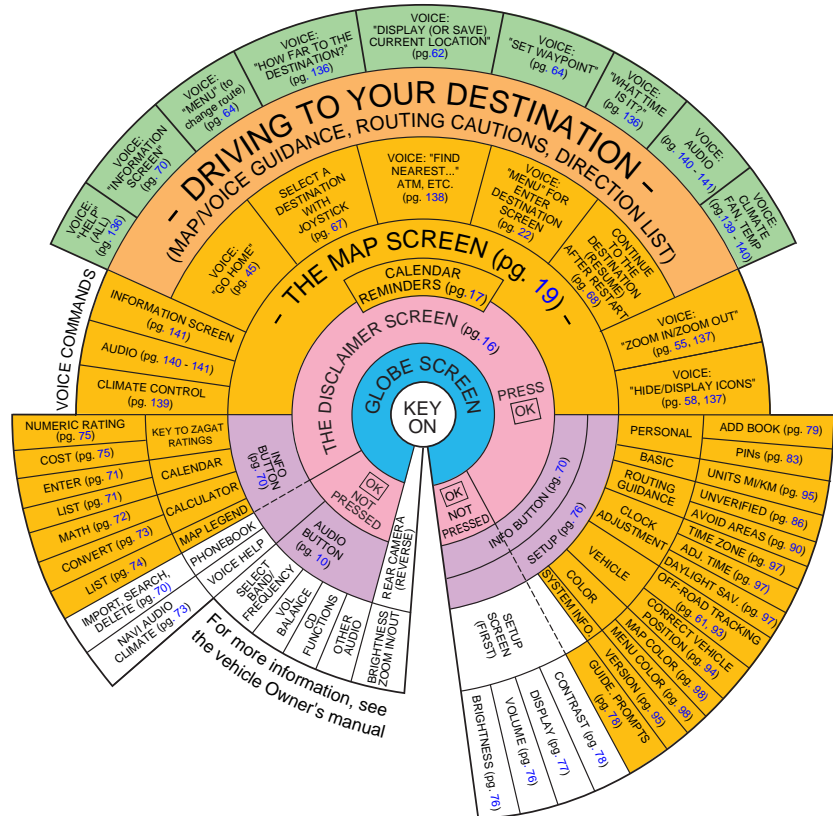 VOICE:
"HELP"
(ALL)
(pg. 136)
VOICE:
"INFORMATION
SCREEN"
(pg. 70)
VOICE:
"MENU" (to
change route)
(pg. 64)
VOICE:
"HOW FAR TO THE
DESTINATION?"
(pg. 136)
VOICE:
"DISPLAY (OR SAVE)
CURRENT LOCATION"
(pg.62)
VOICE:
"SET WAYPOINT"
(pg. 64)
VOICE:
"WHAT TIME
IS IT?"
(pg. 136)
VOICE:
AUDIO
(pg. 140 - 141)
VOICE:
CLIMATE
FAN, TEMP
(pg. 139 - 140)
- DRIVING TO YOUR DESTINATION -
(MAP/VOICE GUIDANCE, ROUTING CAUTIONS, DIRECTION LIST)
VOICE:
"GO HOME"
(pg. 45)
SELECT A
DESTINATION
WITH
JOYSTICK
(pg. 67)
VOICE: "FIND
NEAREST..."
ATM, ETC.
(pg. 138)
VOICE:
"MENU" FOR
ENTER
DESTINATION
SCREEN
(pg. 22)
CONTINUE
TO THE
DESTINATION
(RESUME)
AFTER RESTART
(pg. 68)
VOICE COMMANDS
INFORMATION SCREEN
(pg. 141)
AUDIO (pg. 140 - 141)
CLIMATE CONTROL
(pg. 139)
- THE MAP SCREEN (pg. 19) -
CALENDAR
REMINDERS (pg.17)
VOICE:
"ZOOM IN/ZOOM OUT"
(pg. 55, 137)
VOICE:
"HIDE/DISPLAY ICONS"
(pg. 58, 137)
THE DISCLAIMER SCREEN (pg.16)
PRESS
OK
GLOBE SCREEN
KEY
ON
OK
NOT
PRESSED
OK
NOT
PRESSED
NUMERIC RATING
(pg. 75)
COST (pg. 75)
ENTER (pg. 71)
LIST (pg. 71)
MATH (pg. 72)
CONVERT (pg. 73)
LIST (pg. 74)
IMPORT, SEARCH,
DELETE (pg. 70)
NAVI AUDIO
CLIMATE (pg. 73)
KEY TO ZAGAT
RATINGS
CALENDAR
CALCULATOR
MAP LEGEND
PHONEBOOK
VOICE HELP
INFO
BUTTON
(pg. 70)
AUDIO
BUTTON
(pg. 10)
SELECT
BAND/
FREQUENCY
VOL
BALANCE
CD
FUNCTIONS
OTHER
AUDIO
REAR CAMERA
(REVERSE)
BRIGHTNESS
ZOOM IN/OUT
For more information, see
the vehicle Owner's manual
INFO BUTTON (pg. 70)
SETUP (pg. 76)
PERSONAL
BASIC
ROUTING
GUIDANCE
CLOCK
ADJUSTMENT
VEHICLE
COLOR
SYSTEM INFO.
SETUP
SCREEN
(FIRST)
ADD BOOK (pg. 79)
PINs (pg. 83)
UNITS MI/KM (pg. 95)
UNVERIFIED (pg. 86)
AVOID AREAS (pg. 90)
TIME ZONE (pg. 97)
ADJ. TIME (pg. 97)
DAYLIGHT SAV. (pg. 97)
OFF-ROAD TRACKING
(pg. 61, 93)
CORRECT VEHICLE
POSITION (pg. 94)
MAP COLOR (pg. 98)
MENU COLOR (pg. 98)
VERSION (pg. 95)
GUIDE. PROMPTS
(pg. 78)
CONTRAST (pg. 78)
DISPLAY (pg. 77)
VOLUME (pg. 76)
BRIGHTNESS (pg. 76)